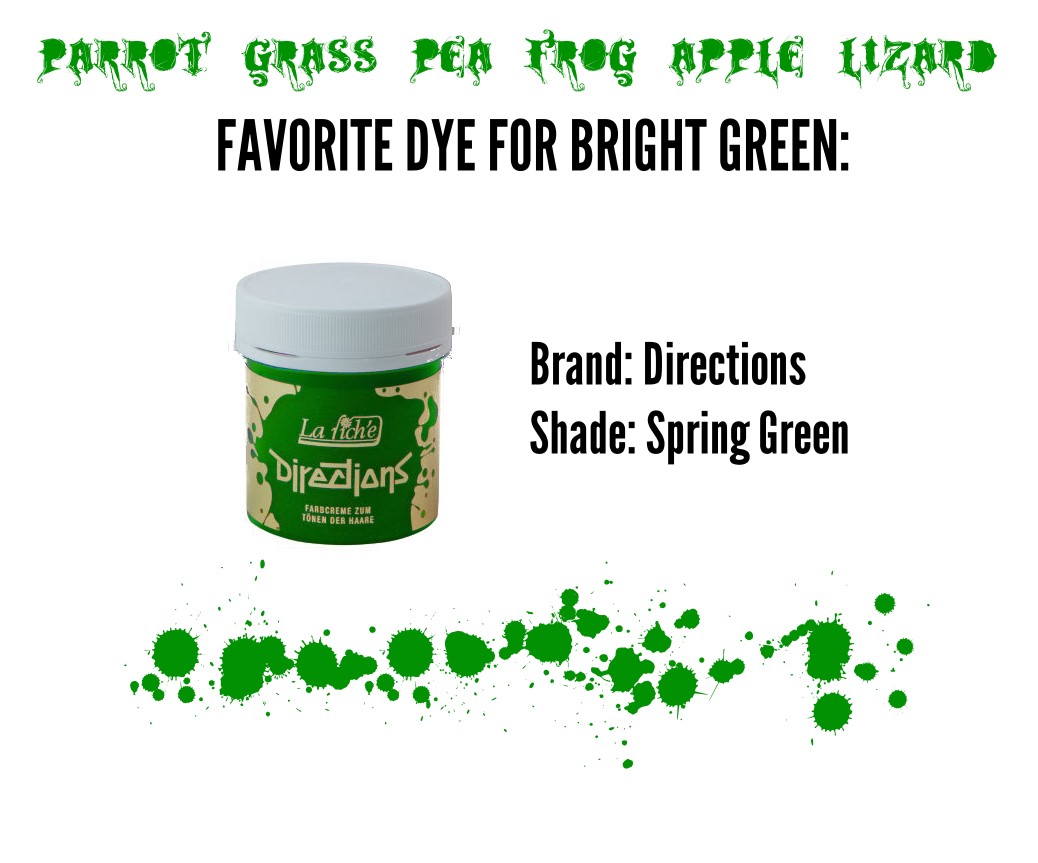 PARROT GRASS PEA FROG APPLE LIZARD
FAVORITE DYE FOR BRIGHT GREEN:
Brand: Directions
Shade: Spring Green
La riché
Directions
FARBCREME ZUM
TÖNEN DER HAARE